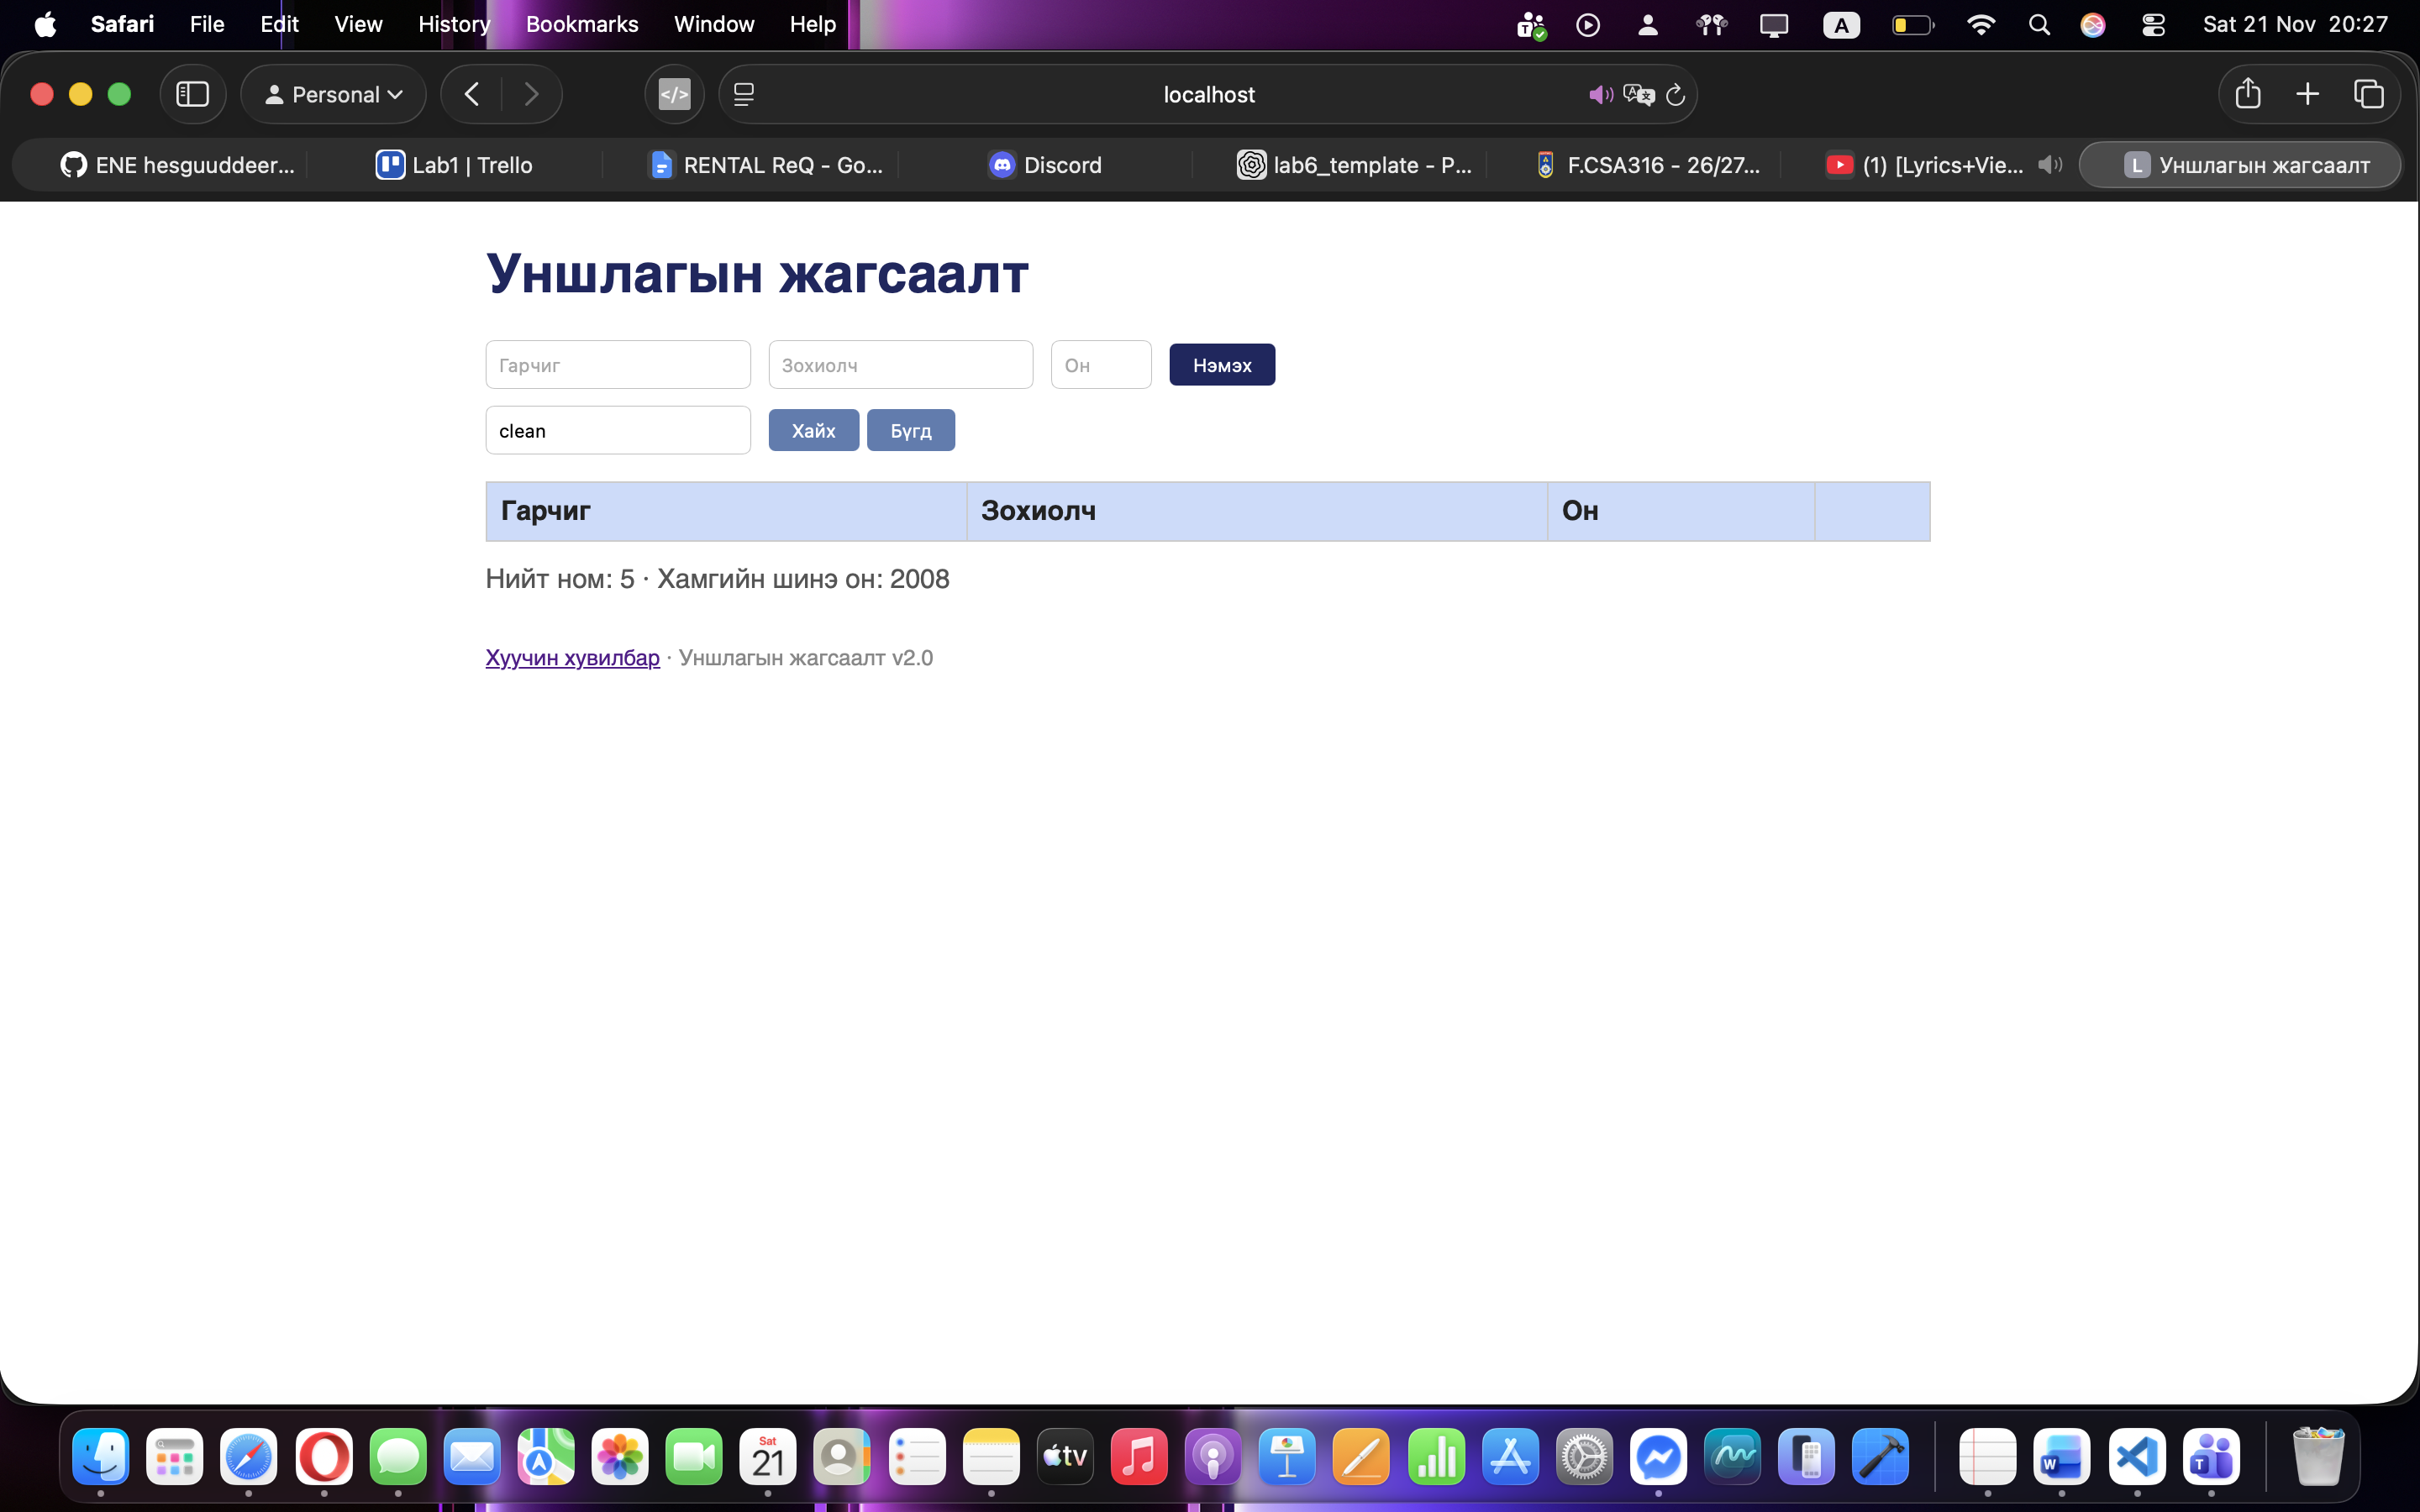 Safari File Edit View History Bookmarks Window Help A Sat 21 Nov 20:27
Personal </> localhost
ENE hesguuddeer... Lab1 | Trello RENTAL ReQ - Go... Discord lab6_template - P... F.CSA316 - 26/27... (1) [Lyrics+Vie... L Уншлагын жагсаалт
Уншлагын жагсаалт
Гарчиг Зохиолч Он Нэмэх
clean Хайх Бүгд
Гарчиг Зохиолч Он
Нийт ном: 5 · Хамгийн шинэ он: 2008
Хуучин хувилбар · Уншлагын жагсаалт v2.0
Sat
21
tv
W
T